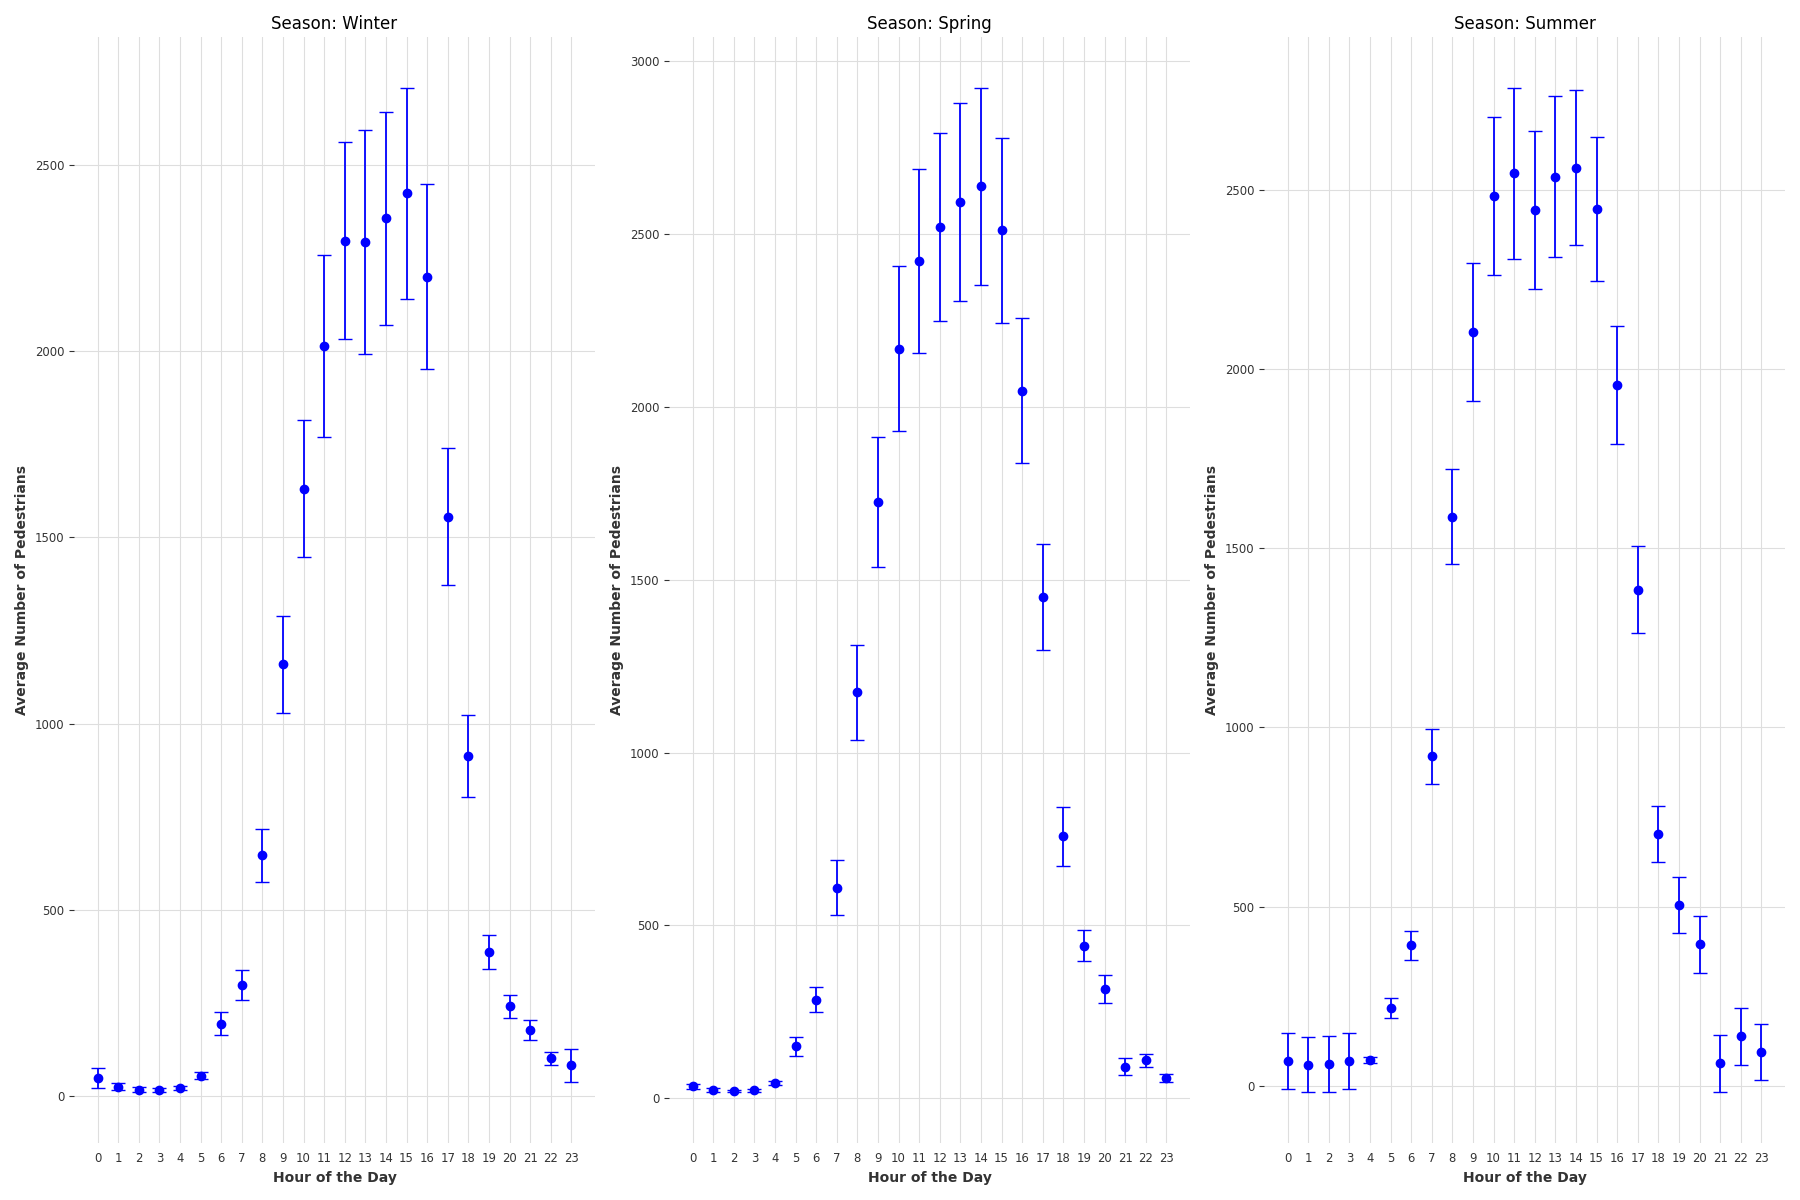 Season: Winter
Season: Spring
Season: Summer
Average Number of Pedestrians
2500
2000
1500
1000
500
0
0 1 2 3 4 5 6 7 8 9 10 11 12 13 14 15 16 17 18 19 20 21 22 23
Hour of the Day
Average Number of Pedestrians
3000
2500
2000
1500
1000
500
0
0 1 2 3 4 5 6 7 8 9 10 11 12 13 14 15 16 17 18 19 20 21 22 23
Hour of the Day
Average Number of Pedestrians
2500
2000
1500
1000
500
0
0 1 2 3 4 5 6 7 8 9 10 11 12 13 14 15 16 17 18 19 20 21 22 23
Hour of the Day